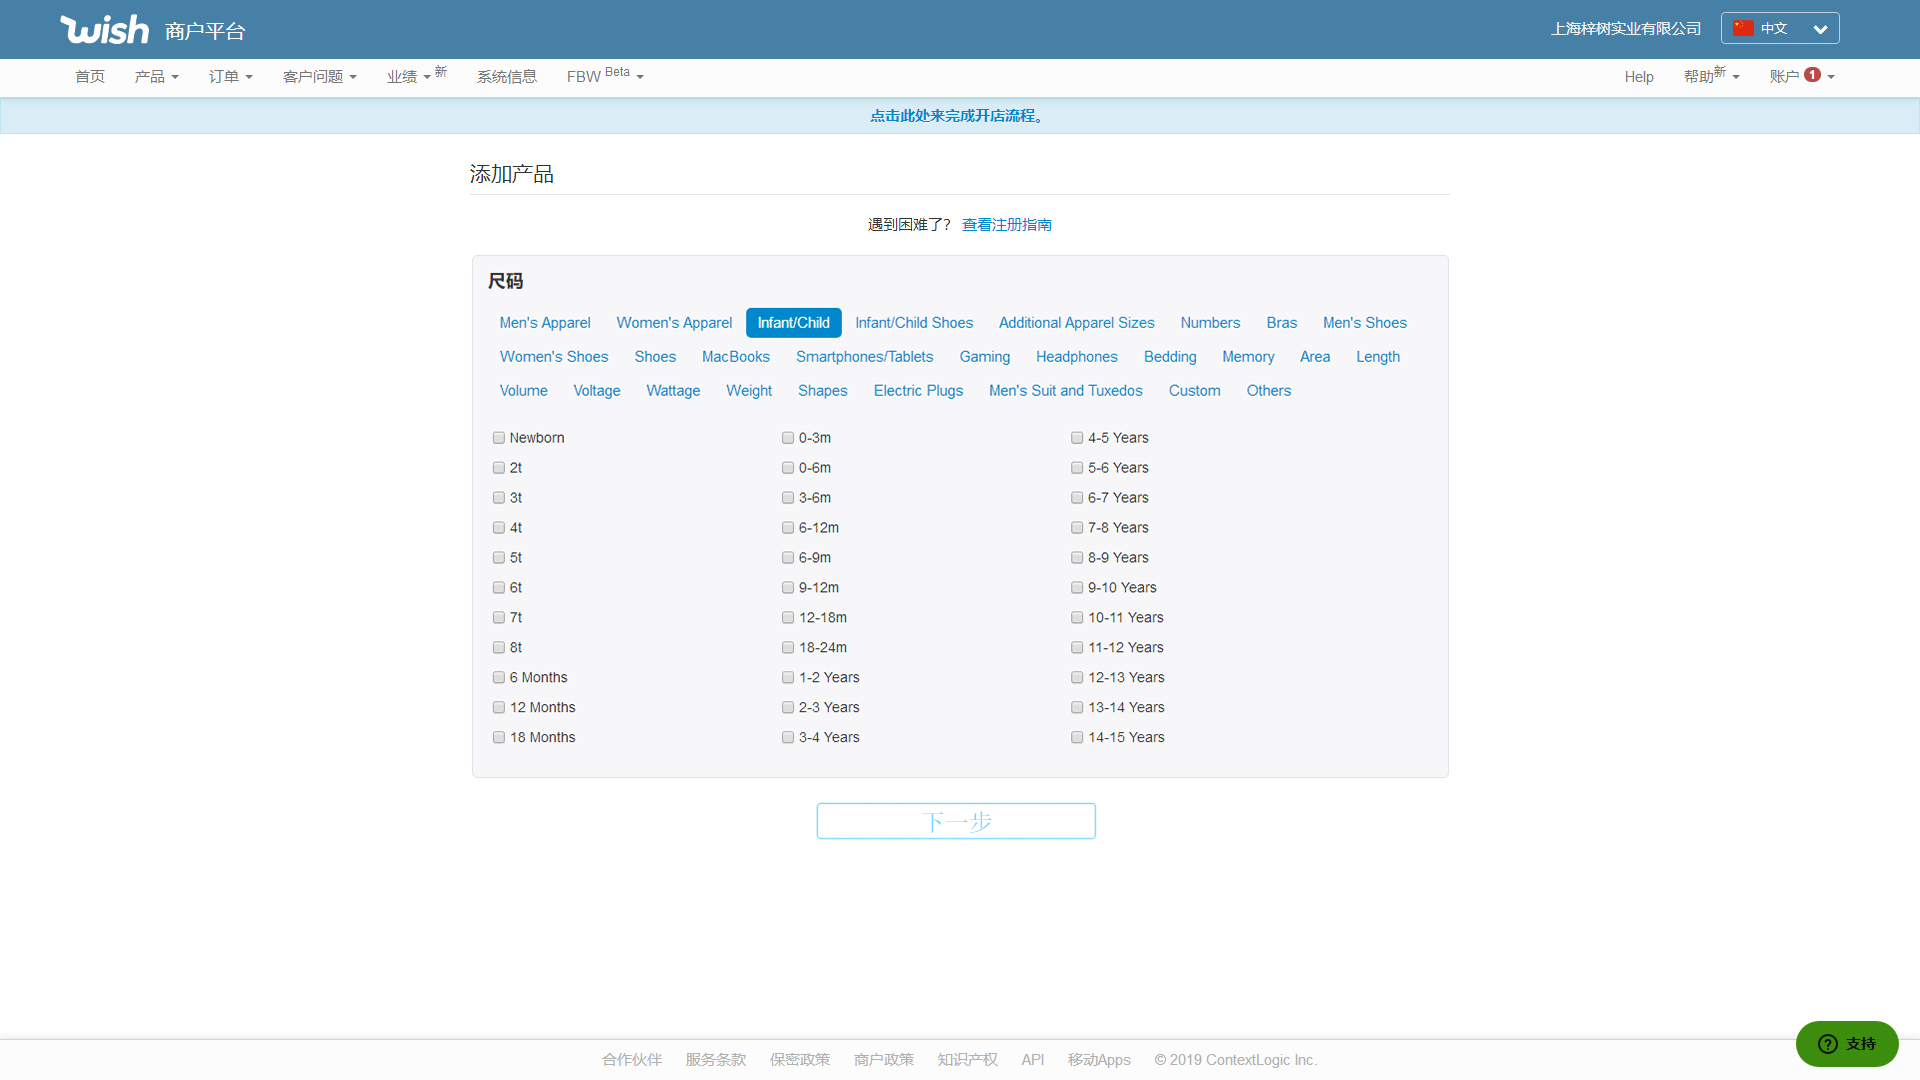 wish 商户平台 上海梓树实业有限公司 中文
首页 产品 订单 客户问题 业绩 新 系统信息 FBW Beta Help 帮助新 账户 1
点击此处来完成开店流程。
添加产品
遇到困难了? 查看注册指南
尺码
Men's Apparel Women's Apparel Infant/Child Infant/Child Shoes Additional Apparel Sizes Numbers Bras Men's Shoes
Women's Shoes Shoes MacBooks Smartphones/Tablets Gaming Headphones Bedding Memory Area Length
Volume Voltage Wattage Weight Shapes Electric Plugs Men's Suit and Tuxedos Custom Others
Newborn 0-3m 4-5 Years
2t 0-6m 5-6 Years
3t 3-6m 6-7 Years
4t 6-12m 7-8 Years
5t 6-9m 8-9 Years
6t 9-12m 9-10 Years
7t 12-18m 10-11 Years
8t 18-24m 11-12 Years
6 Months 1-2 Years 12-13 Years
12 Months 2-3 Years 13-14 Years
18 Months 3-4 Years 14-15 Years
下一步
支持
合作伙伴 服务条款 保密政策 商户政策 知识产权 API 移动Apps © 2019 ContextLogic Inc.